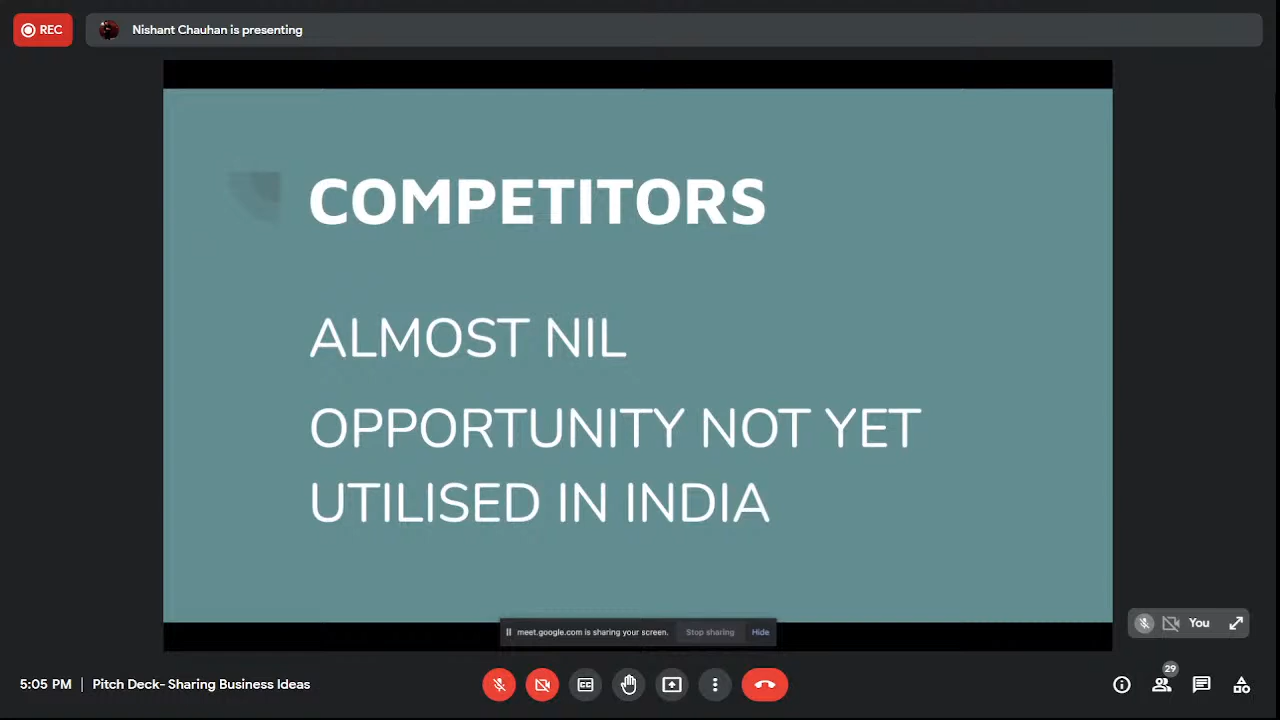 REC
Nishant Chauhan is presenting
COMPETITORS
ALMOST NIL
OPPORTUNITY NOT YET
UTILISED IN INDIA
meet.google.com is sharing your screen. Stop sharing Hide
You
5:05 PM | Pitch Deck- Sharing Business Ideas
CC
29